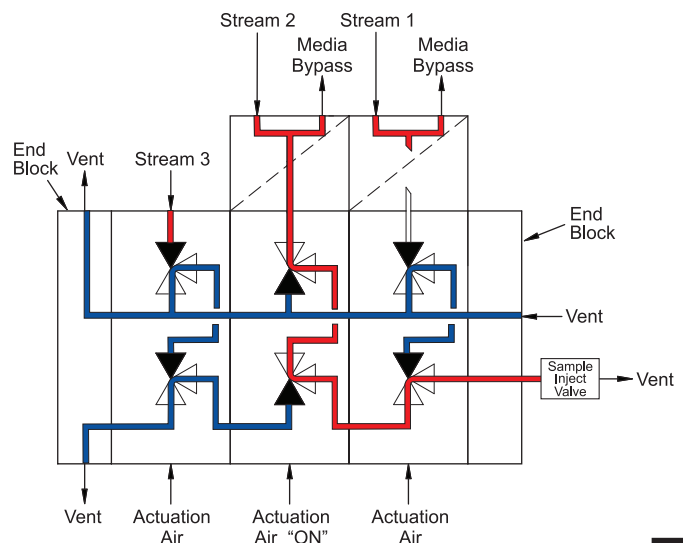 Stream 2
Stream 1
Media
Bypass
Media
Bypass
End
Block
Vent
Stream 3
End
Block
Vent
Sample
Inject
Valve
Vent
Vent
Actuation
Air
Actuation
Air "ON"
Actuation
Air